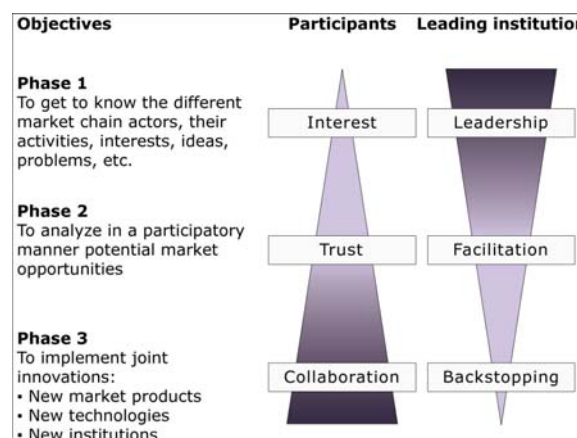 Objectives
Participants
Leading institution
Phase 1
To get to know the different
market chain actors, their
activities, interests, ideas,
problems, etc.
Interest
Leadership
Phase 2
To analyze in a participatory
manner potential market
opportunities
Trust
Facilitation
Phase 3
To implement joint
innovations:
▪ New market products
▪ New technologies
▪ New institutions
Collaboration
Backstopping